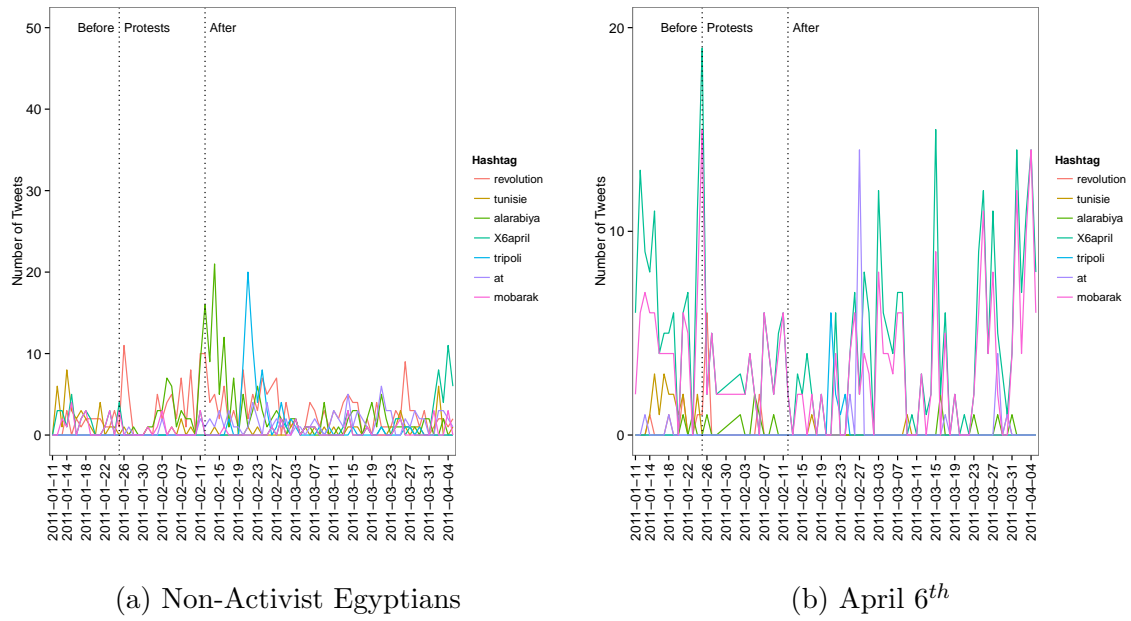 50
40
30
20
10
0
Number of Tweets
Before
Protests
After
2011−01−11
2011−01−14
2011−01−18
2011−01−22
2011−01−26
2011−01−30
2011−02−03
2011−02−07
2011−02−11
2011−02−15
2011−02−19
2011−02−23
2011−02−27
2011−03−03
2011−03−07
2011−03−11
2011−03−15
2011−03−19
2011−03−23
2011−03−27
2011−03−31
2011−04−04
Hashtag
revolution
tunisie
alarabiya
X6april
tripoli
at
mobarak
(a) Non-Activist Egyptians
20
10
0
Number of Tweets
Before
Protests
After
2011−01−11
2011−01−14
2011−01−18
2011−01−22
2011−01−26
2011−01−30
2011−02−03
2011−02−07
2011−02−11
2011−02−15
2011−02−19
2011−02−23
2011−02−27
2011−03−03
2011−03−07
2011−03−11
2011−03−15
2011−03−19
2011−03−23
2011−03−27
2011−03−31
2011−04−04
Hashtag
revolution
tunisie
alarabiya
X6april
tripoli
at
mobarak
(b) April 6th